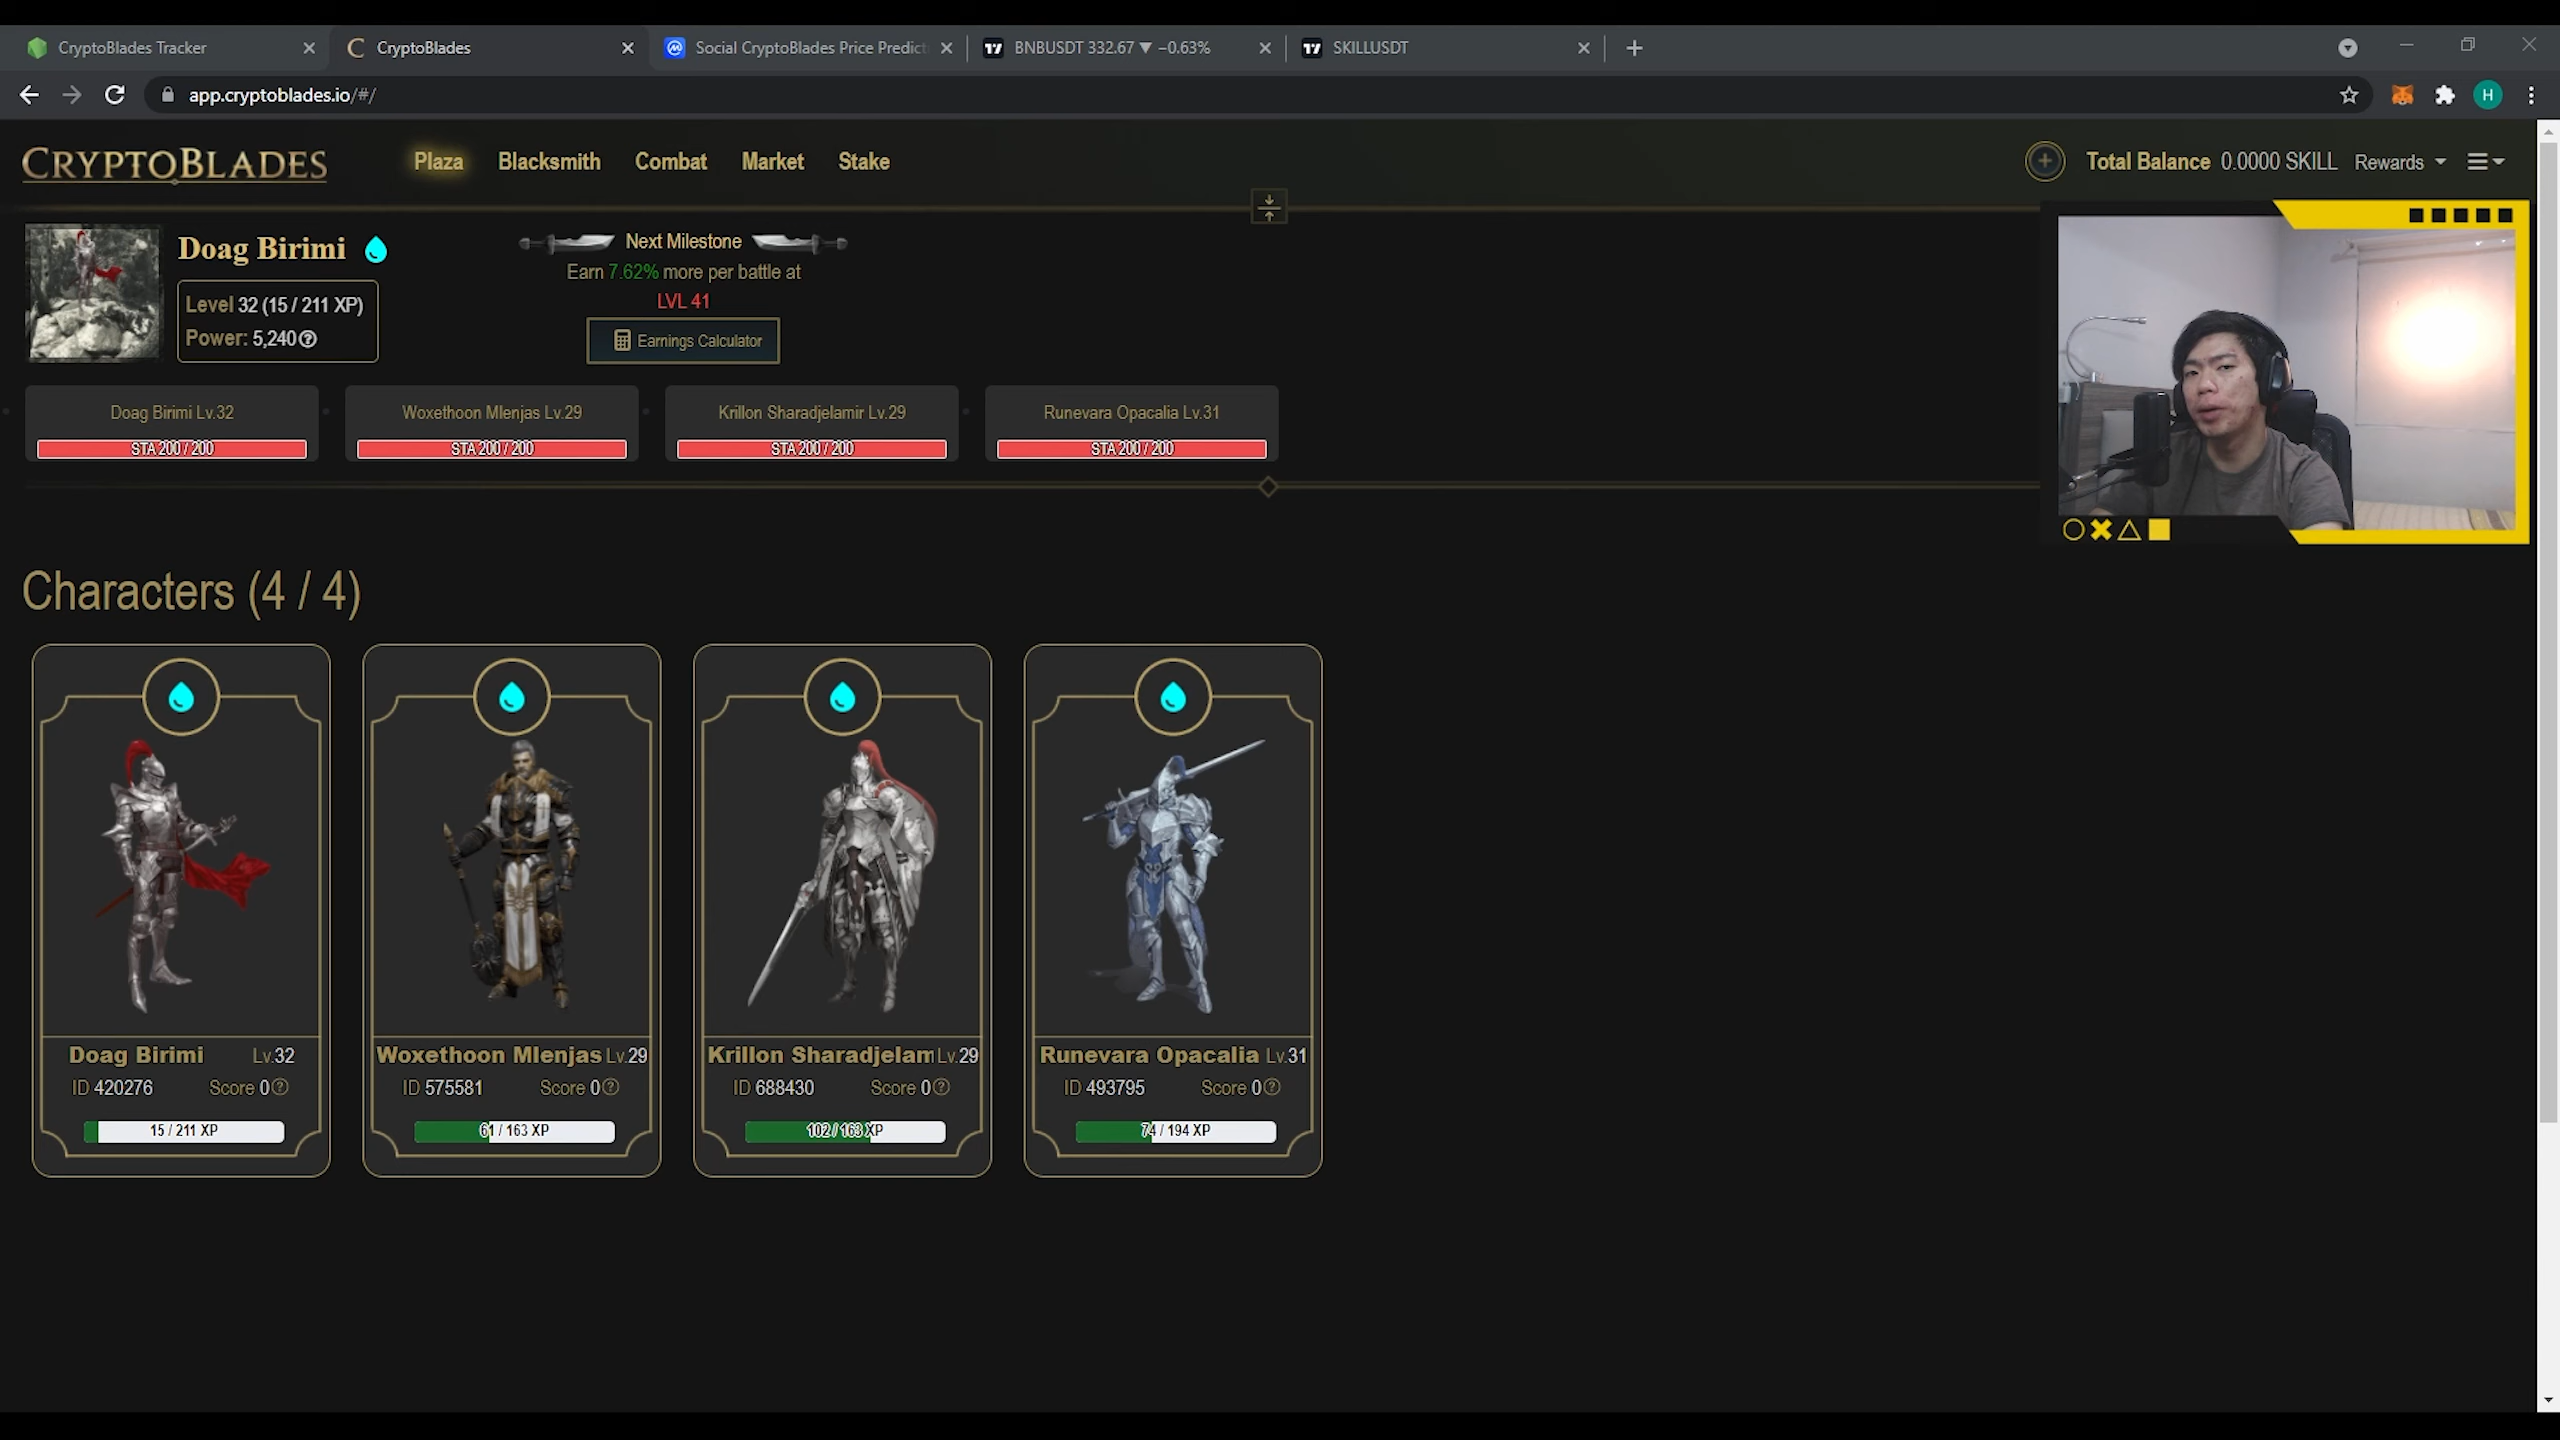 CryptoBlades Tracker
CryptoBlades
Social CryptoBlades Price Predict
BNBUSDT 332.67 ▼ −0.63%
SKILLUSDT
app.cryptoblades.io/#/
H
CRYPTOBLADES
Plaza
Blacksmith
Combat
Market
Stake
Total Balance 0.0000 SKILL
Rewards
Doag Birimi
Level 32 (15 / 211 XP)
Power: 5,240
Next Milestone
Earn 7.62% more per battle at
LVL 41
Earnings Calculator
Doag Birimi Lv.32
STA 200 / 200
Woxethoon Mlenjas Lv.29
STA 200 / 200
Krillon Sharadjelamir Lv.29
STA 200 / 200
Runevara Opacalia Lv.31
STA 200 / 200
Characters (4 / 4)
Doag Birimi Lv.32
ID 420276 Score 0
15 / 211 XP
Woxethoon Mlenjas Lv.29
ID 575581 Score 0
61 / 163 XP
Krillon Sharadjelam Lv.29
ID 688430 Score 0
102 / 163 XP
Runevara Opacalia Lv.31
ID 493795 Score 0
74 / 194 XP